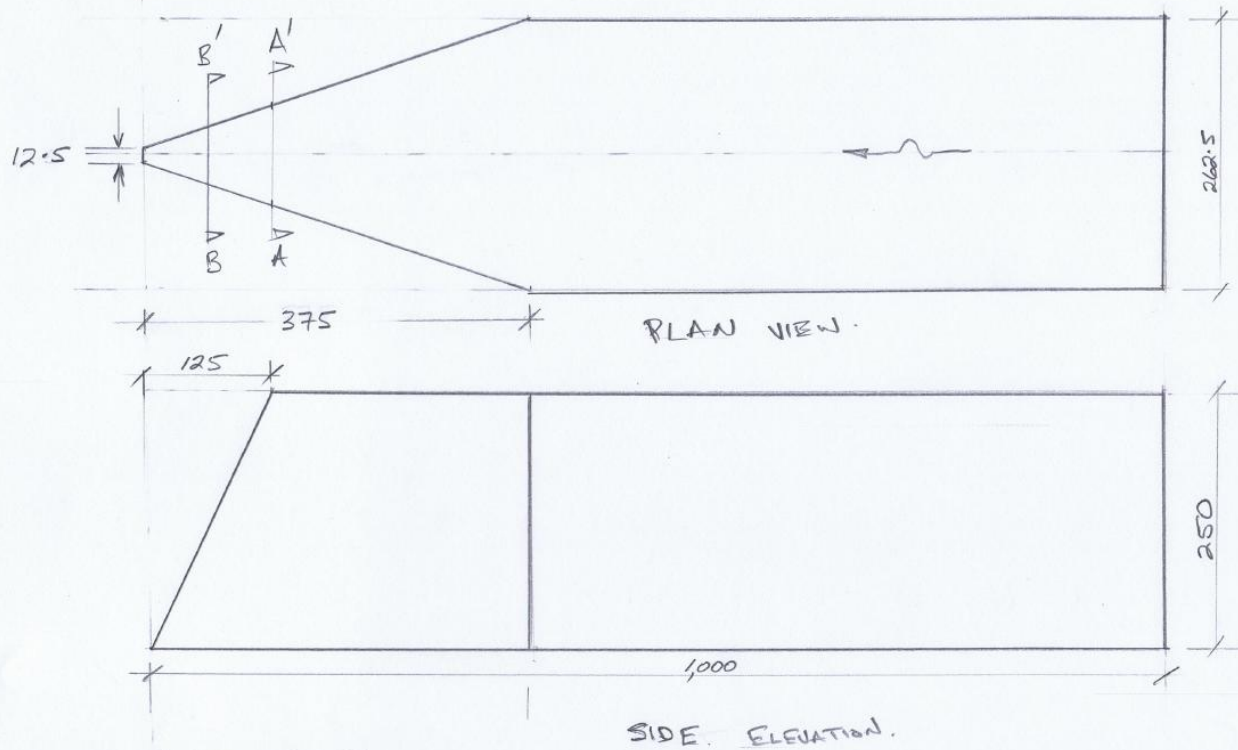 B' A'
12.5
262.5
B A
375
PLAN VIEW.
125
250
1,000
SIDE. ELEVATION.